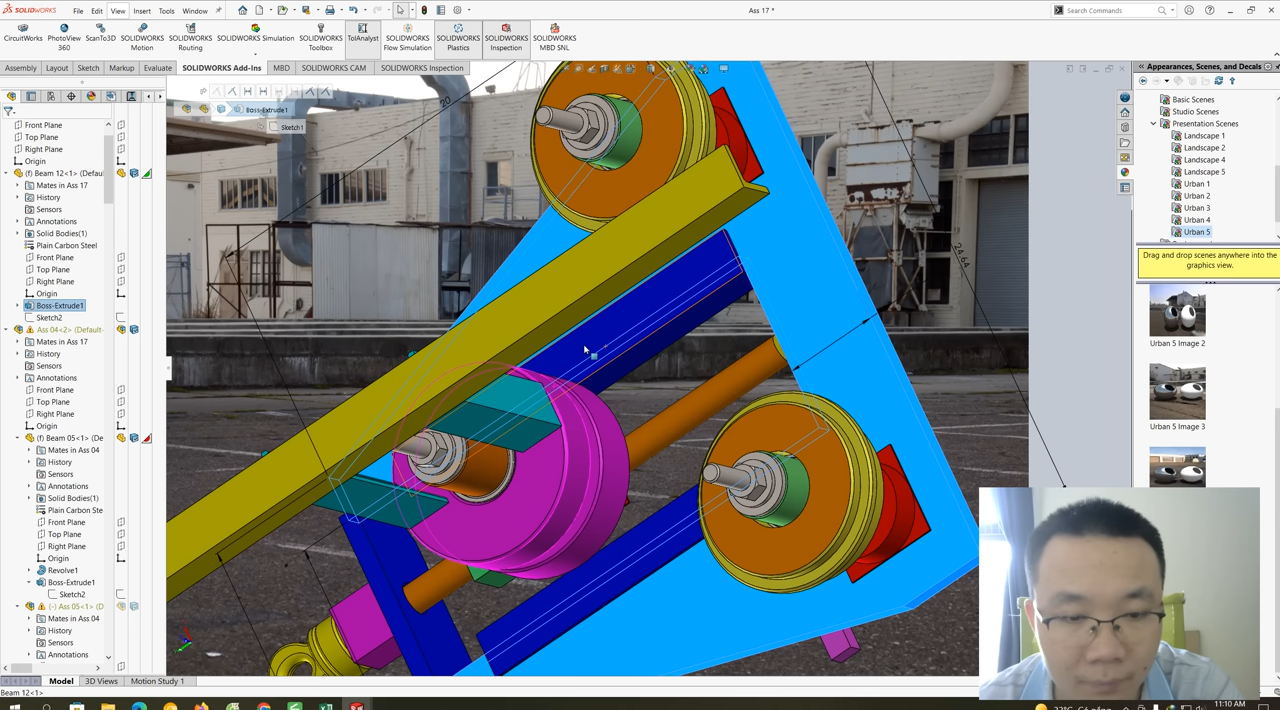 SOLIDWORKS
File Edit View Insert Tools Window
Ass 17 *
Search Commands
CircuitWorks
PhotoView 360
ScanTo3D
SOLIDWORKS Motion
SOLIDWORKS Routing
SOLIDWORKS Simulation
SOLIDWORKS Toolbox
TolAnalyst
SOLIDWORKS Flow Simulation
SOLIDWORKS Plastics
SOLIDWORKS Inspection
SOLIDWORKS MBD SNL
Assembly Layout Sketch Markup Evaluate SOLIDWORKS Add-Ins MBD SOLIDWORKS CAM SOLIDWORKS Inspection
Front Plane
Top Plane
Right Plane
Origin
(f) Beam 12<1> (Defaul
Mates in Ass 17
History
Sensors
Annotations
Solid Bodies(1)
Plain Carbon Steel
Front Plane
Top Plane
Right Plane
Origin
Boss-Extrude1
Sketch2
Ass 04<2> (Default-
Mates in Ass 17
History
Sensors
Annotations
Front Plane
Top Plane
Right Plane
Origin
(f) Beam 05<1> (De
Mates in Ass 04
History
Sensors
Annotations
Solid Bodies(1)
Plain Carbon Ste
Front Plane
Top Plane
Right Plane
Origin
Revolve1
Boss-Extrude1
Sketch2
(-) Ass 05<1> (D
Mates in Ass 04
History
Sensors
Annotations
Boss-Extrude1
Sketch1
20
24.64
Appearances, Scenes, and Decals
Basic Scenes
Studio Scenes
Presentation Scenes
Landscape 1
Landscape 2
Landscape 4
Landscape 5
Urban 1
Urban 2
Urban 3
Urban 4
Urban 5
Drag and drop scenes anywhere into the
graphics view.
Urban 5 Image 2
Urban 5 Image 3
Model 3D Views Motion Study 1
Beam 12<1>
11:10 AM